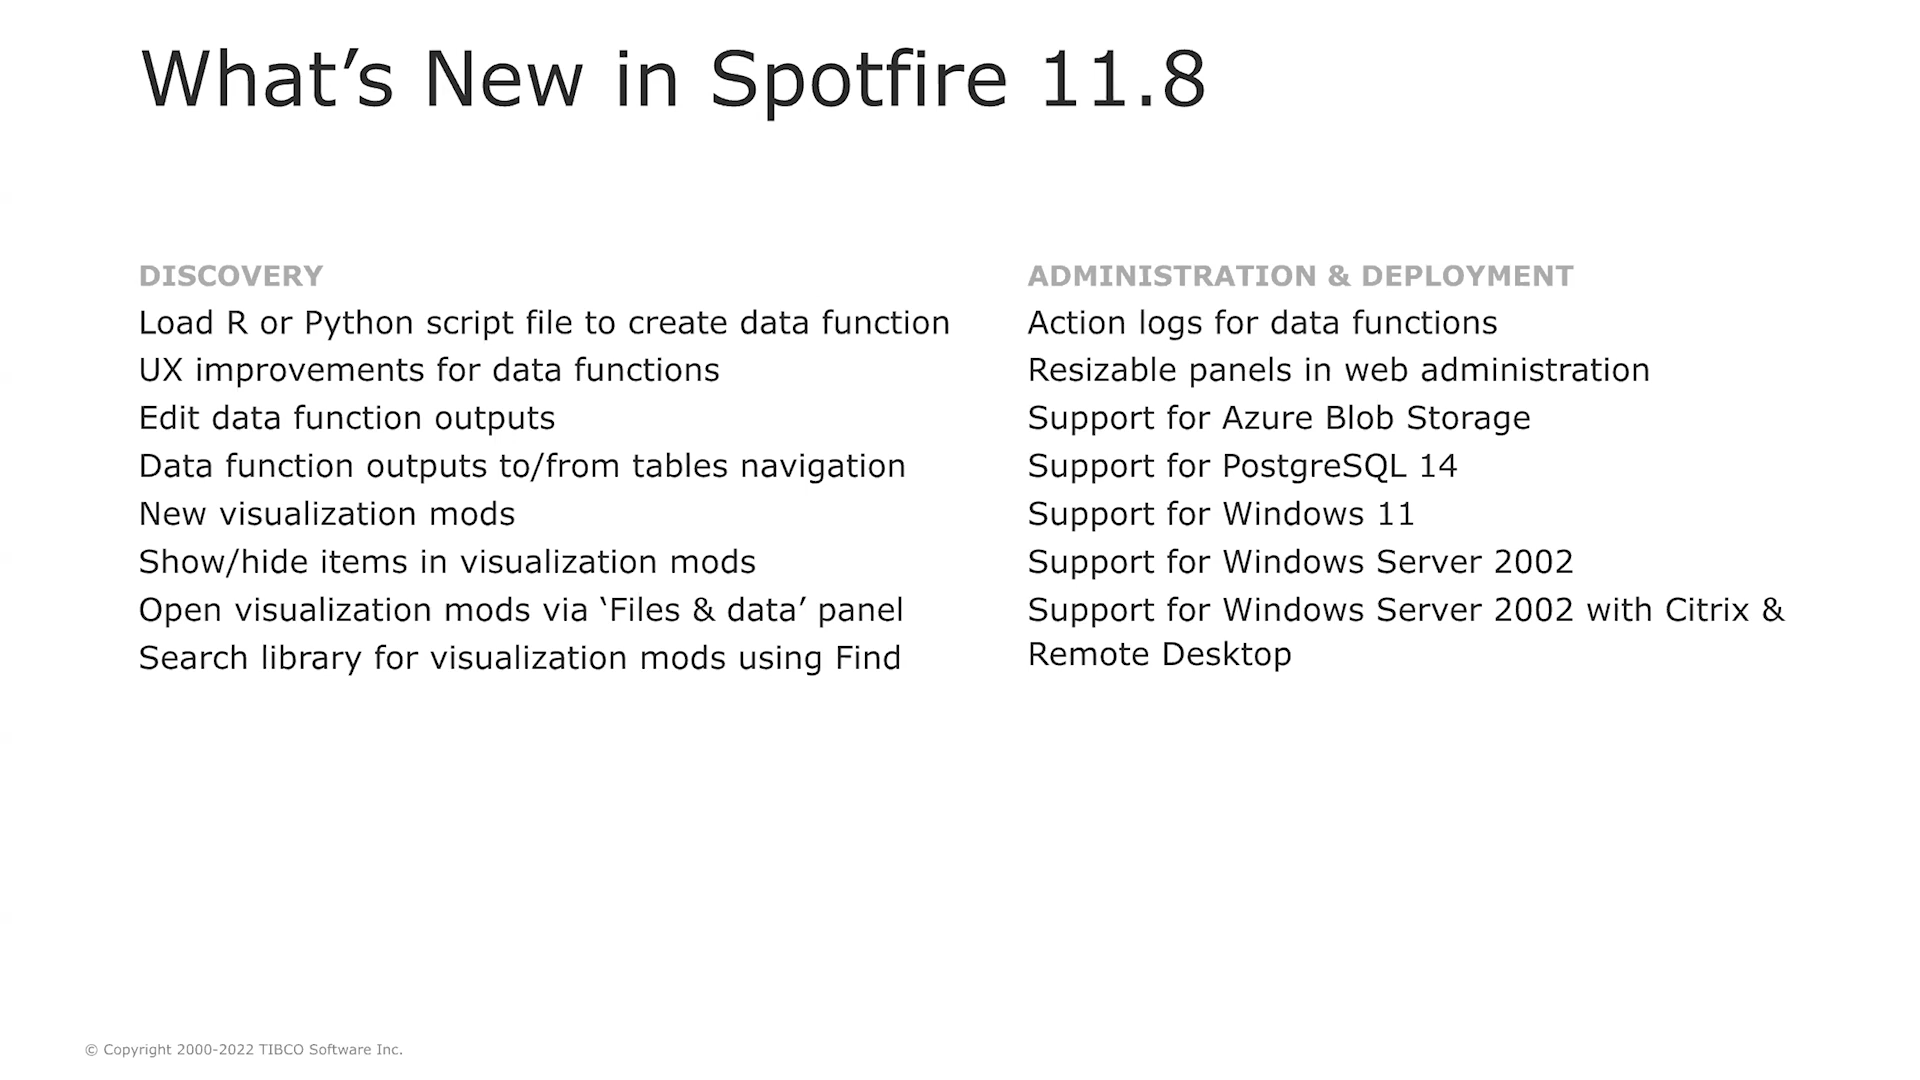 What’s New in Spotfire 11.8
DISCOVERY
Load R or Python script file to create data function
UX improvements for data functions
Edit data function outputs
Data function outputs to/from tables navigation
New visualization mods
Show/hide items in visualization mods
Open visualization mods via ‘Files & data’ panel
Search library for visualization mods using Find
ADMINISTRATION & DEPLOYMENT
Action logs for data functions
Resizable panels in web administration
Support for Azure Blob Storage
Support for PostgreSQL 14
Support for Windows 11
Support for Windows Server 2002
Support for Windows Server 2002 with Citrix &
Remote Desktop
© Copyright 2000-2022 TIBCO Software Inc.